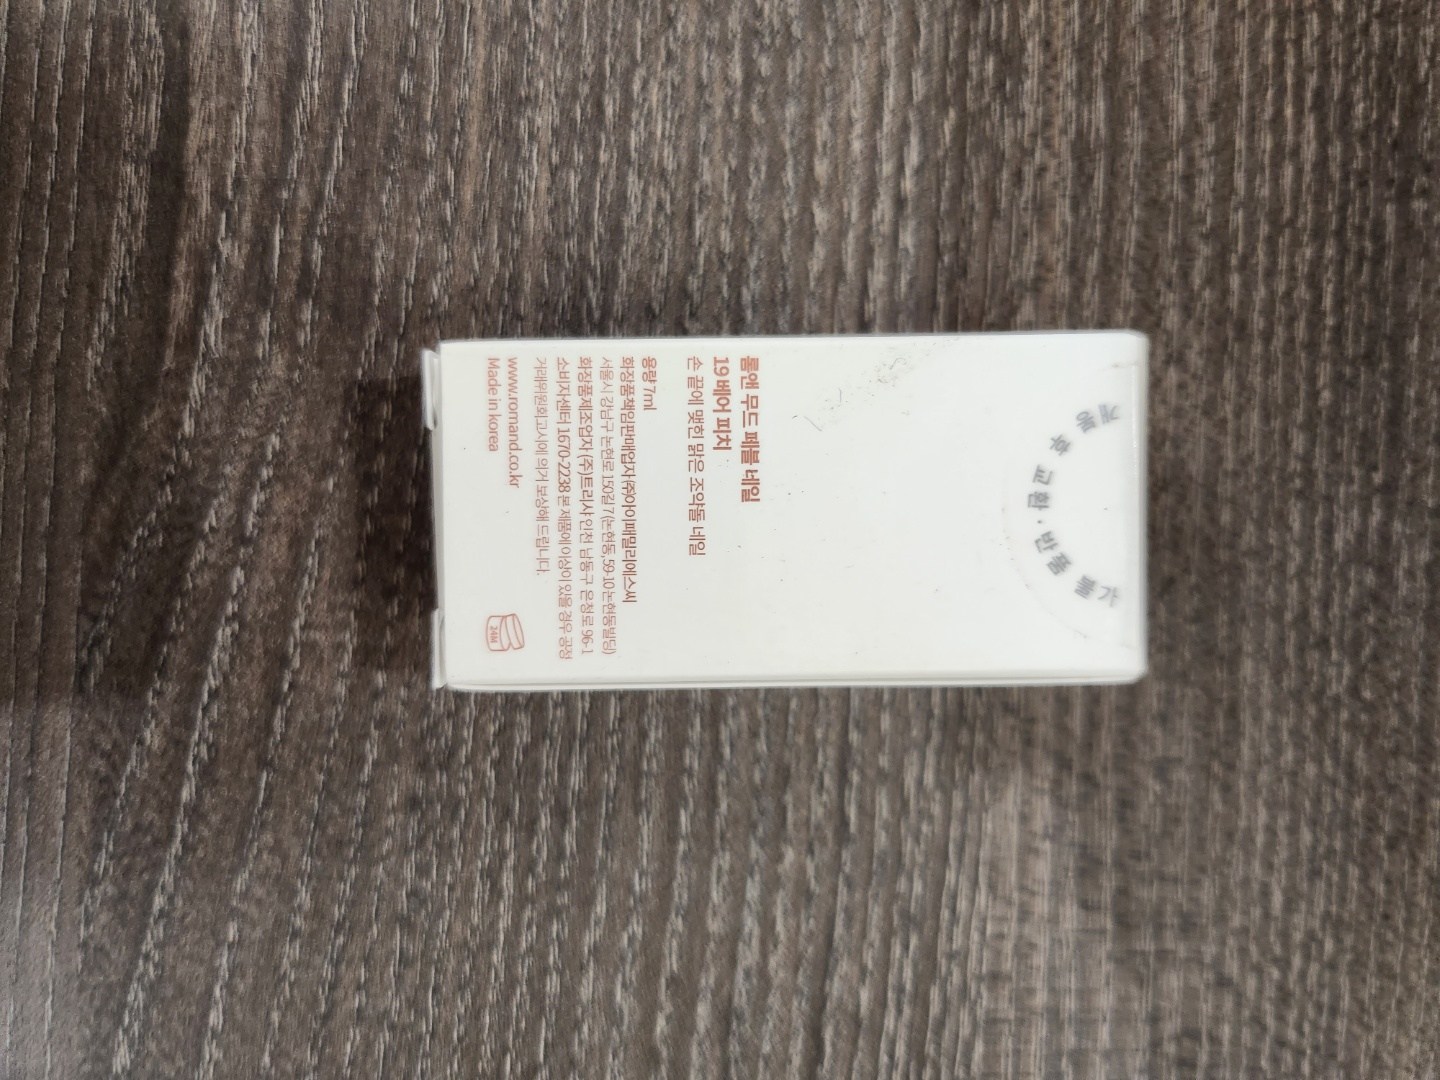 개봉 후 교환·반품 불가
롬앤 무드 페블 네일
19 베어 피치
손 끝에 맺힌 맑은 조약돌 네일
용량 7ml
화장품책임판매업자 ㈜아이패밀리에스씨
서울시 강남구 논현로 150길 7(논현동, 59-10 논현동빌딩)
화장품제조업자 (주)트리샤 인천 남동구 은청로 96-1
소비자센터 1670-2238 본 제품에 이상이 있을 경우 공정
거래위원회 고시에 의거 보상해 드립니다.
www.romand.co.kr
Made in korea
24M